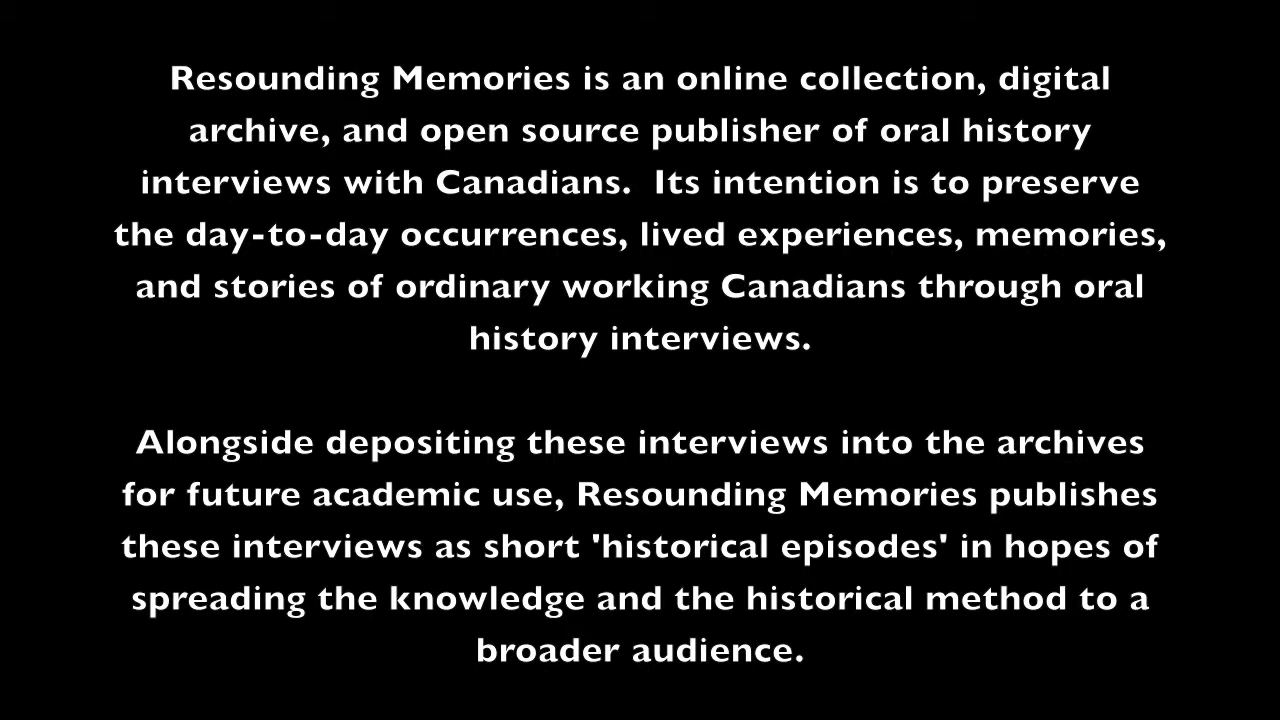 Resounding Memories is an online collection, digital
archive, and open source publisher of oral history
interviews with Canadians.  Its intention is to preserve
the day-to-day occurrences, lived experiences, memories,
and stories of ordinary working Canadians through oral
history interviews.

Alongside depositing these interviews into the archives
for future academic use, Resounding Memories publishes
these interviews as short 'historical episodes' in hopes of
spreading the knowledge and the historical method to a
broader audience.